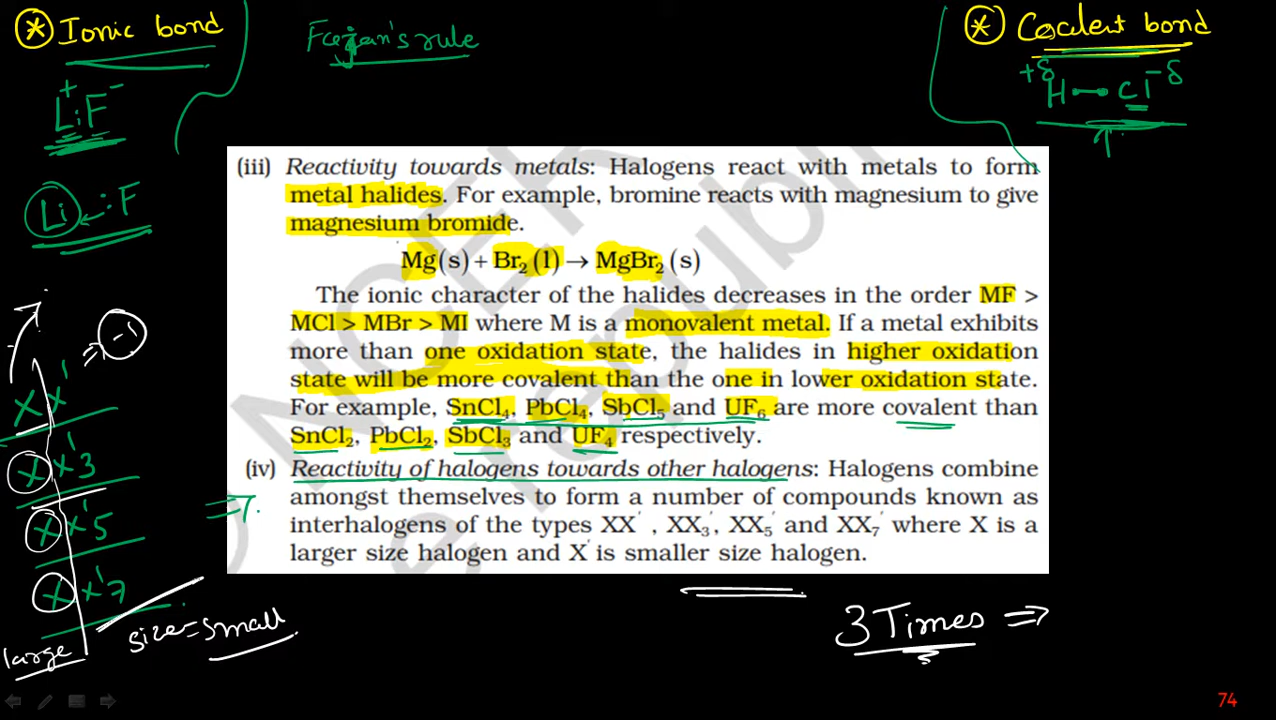 * Ionic bond
Fajan's rule
* Covalent bond
Li+ F-
+δ H Cl -δ
Li :F
(iii) Reactivity towards metals: Halogens react with metals to form
metal halides. For example, bromine reacts with magnesium to give
magnesium bromide.
Mg(s) + Br₂(l) → MgBr₂(s)
The ionic character of the halides decreases in the order MF >
MCl > MBr > MI where M is a monovalent metal. If a metal exhibits
more than one oxidation state, the halides in higher oxidation
state will be more covalent than the one in lower oxidation state.
For example, SnCl₄, PbCl₄, SbCl₅ and UF₆ are more covalent than
SnCl₂, PbCl₂, SbCl₃ and UF₄ respectively.
(iv) Reactivity of halogens towards other halogens: Halogens combine
amongst themselves to form a number of compounds known as
interhalogens of the types XX′, XX₃′, XX₅′ and XX₇′ where X is a
larger size halogen and X′ is smaller size halogen.
-1
XX'
XX'3
XX'5
XX'7
large
size=small
3 Times ⇒
74